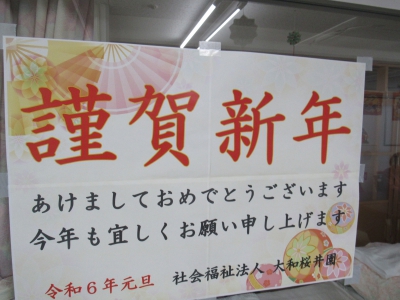 謹賀新年
あけましておめでとうございます
今年も宜しくお願い申し上げます
令和6年元旦 社会福祉法人 大和桜井園